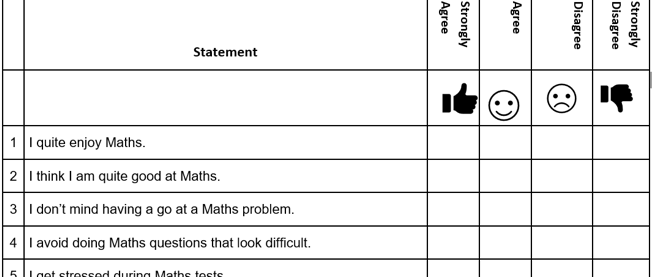 Statement
Strongly
Agree
Agree
Disagree
Strongly
Disagree
1 I quite enjoy Maths.
2 I think I am quite good at Maths.
3 I don’t mind having a go at a Maths problem.
4 I avoid doing Maths questions that look difficult.
5 I get stressed during Maths tests